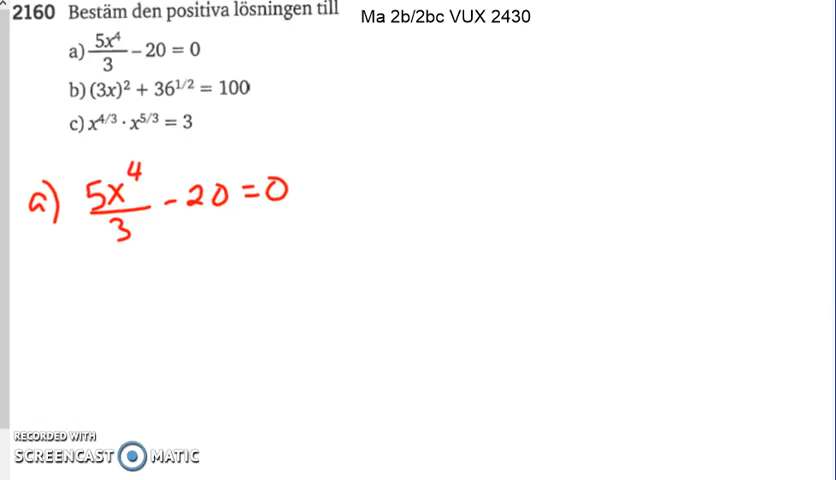 2160 Bestäm den positiva lösningen till
Ma 2b/2bc VUX 2430
a) 5x⁴/3 – 20 = 0
b) (3x)² + 36^1/2 = 100
c) x^4/3 · x^5/3 = 3
a) 5x⁴/3 - 20 = 0
RECORDED WITH
SCREENCAST MATIC